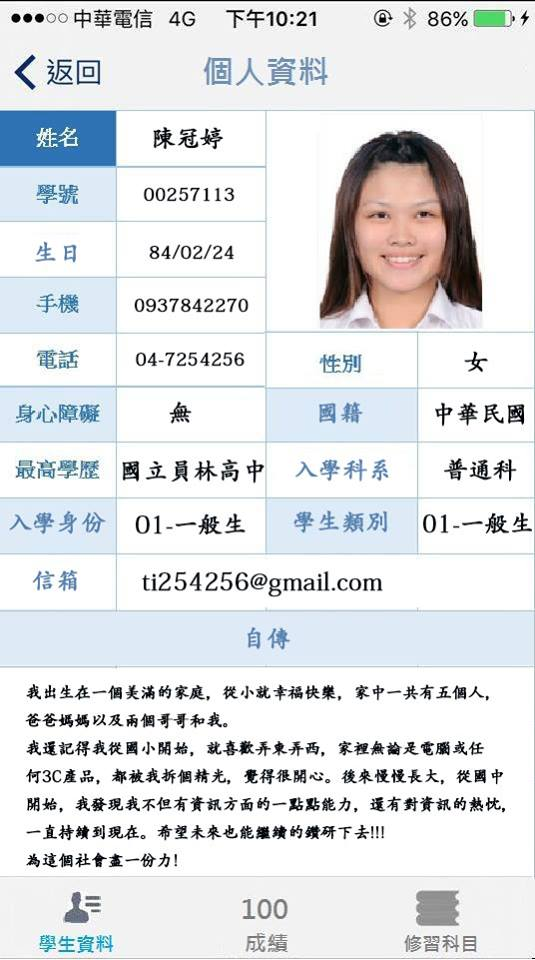 中華電信 4G 下午10:21 86%
返回 個人資料
姓名 陳冠婷
學號 00257113
生日 84/02/24
手機 0937842270
電話 04-7254256 性別 女
身心障礙 無 國籍 中華民國
最高學歷 國立員林高中 入學科系 普通科
入學身份 01-一般生 學生類別 01-一般生
信箱 ti254256@gmail.com
自傳
我出生在一個美滿的家庭，從小就幸福快樂，家中一共有五個人，
爸爸媽媽以及兩個哥哥和我。
我還記得我從國小開始，就喜歡弄東弄西，家裡無論是電腦或任
何3C產品，都被我拆個精光，覺得很開心。後來慢慢長大，從國中
開始，我發現我不但有資訊方面的一點點能力，還有對資訊的熱忱，
一直持續到現在。希望未來也能繼續的鑽研下去!!!
為這個社會盡一份力!
100
學生資料 成績 修習科目